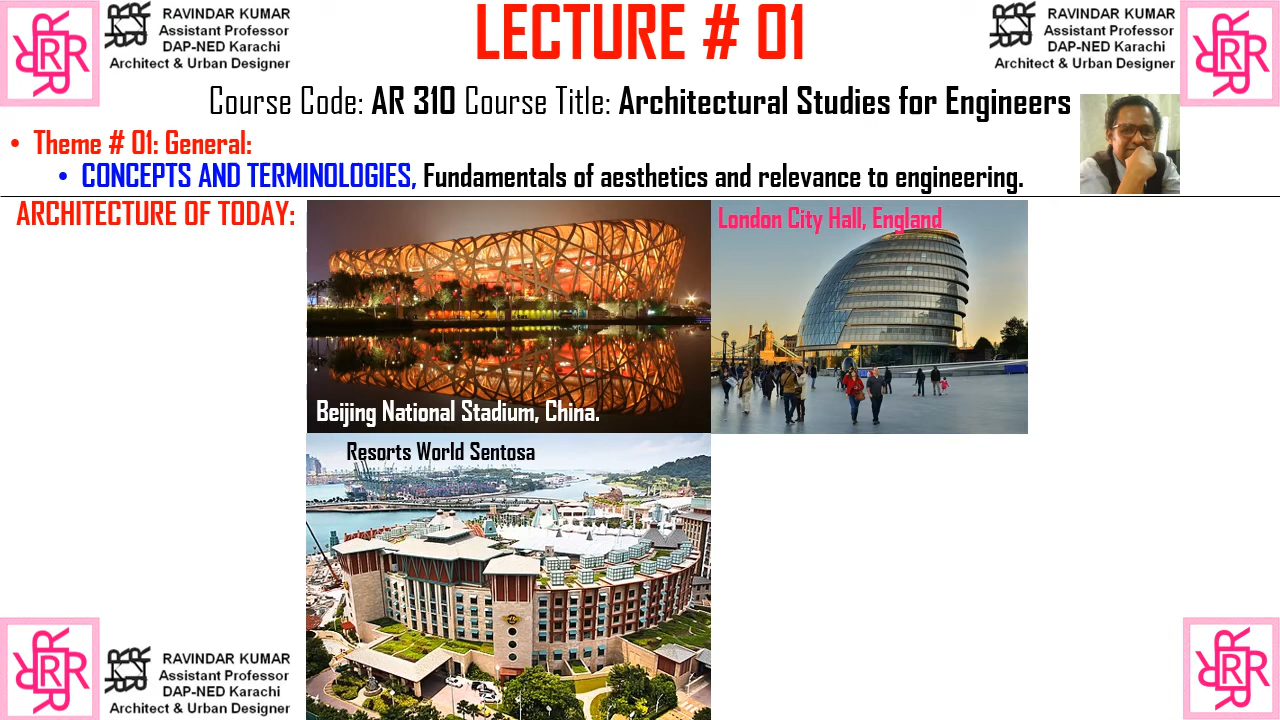 RAVINDAR KUMAR
Assistant Professor
DAP-NED Karachi
Architect & Urban Designer
LECTURE # 01
RAVINDAR KUMAR
Assistant Professor
DAP-NED Karachi
Architect & Urban Designer
Course Code: AR 310 Course Title: Architectural Studies for Engineers
• Theme # 01: General:
• CONCEPTS AND TERMINOLOGIES, Fundamentals of aesthetics and relevance to engineering.
ARCHITECTURE OF TODAY:
London City Hall, England
Beijing National Stadium, China.
Resorts World Sentosa
RAVINDAR KUMAR
Assistant Professor
DAP-NED Karachi
Architect & Urban Designer